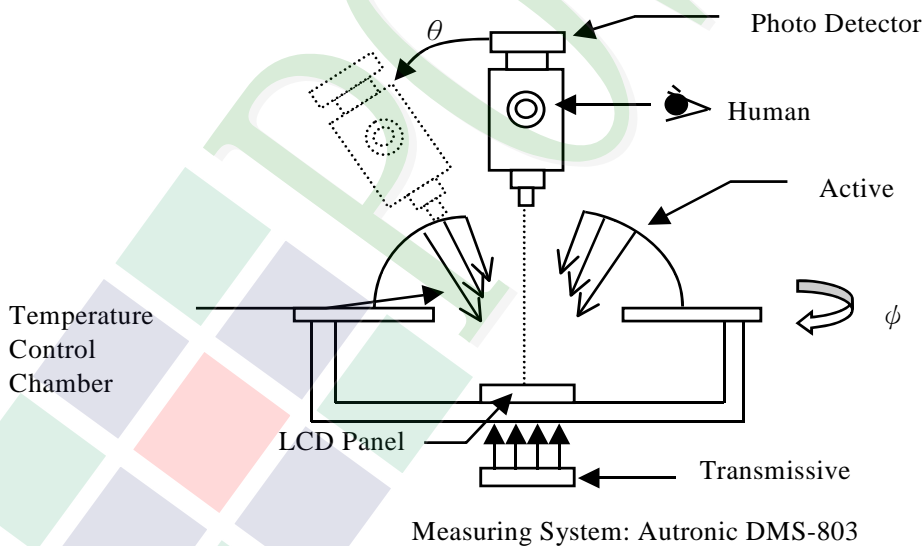 Photo Detector
θ
Human
Active
Temperature
Control
Chamber
ϕ
LCD Panel
Transmissive
Measuring System: Autronic DMS-803